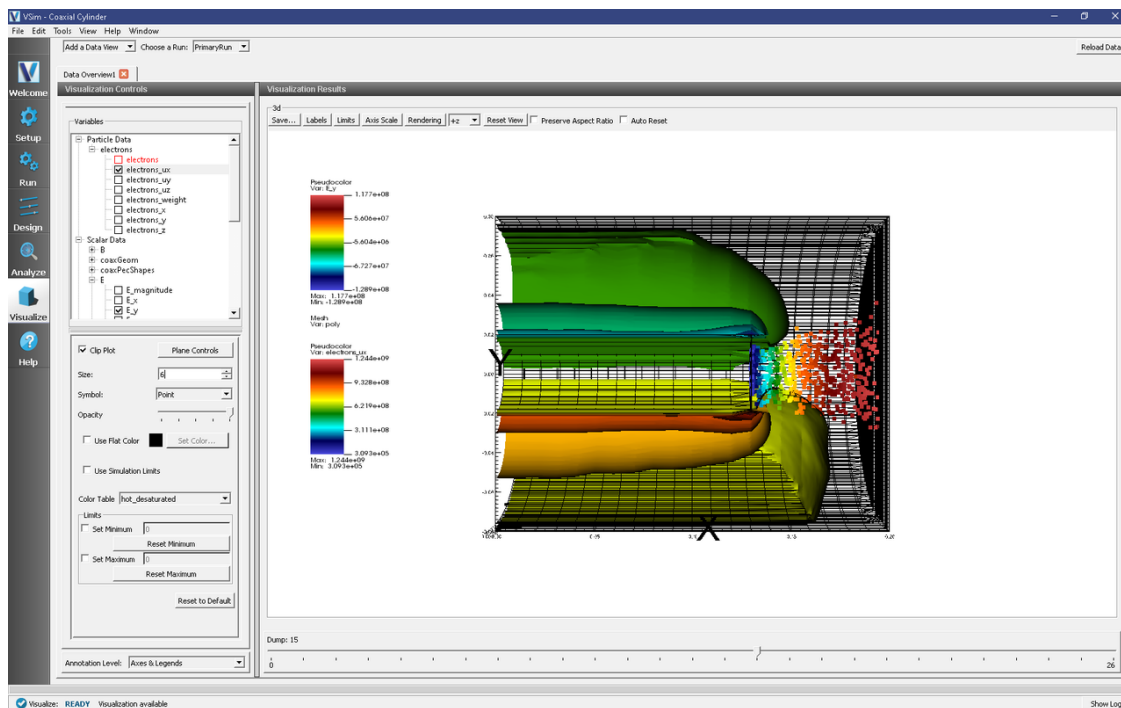 VSim - Coaxial Cylinder
File Edit Tools View Help Window
Add a Data View Choose a Run: PrimaryRun Reload Data
Data Overview1
Welcome
Setup
Run
Design
Analyze
Visualize
Help
Visualization Controls
Variables
Particle Data
electrons
electrons
electrons_ux
electrons_uy
electrons_uz
electrons_weight
electrons_x
electrons_y
electrons_z
Scalar Data
B
coaxGeom
coaxPecShapes
E
E_magnitude
E_x
E_y
Clip Plot Plane Controls
Size: 6
Symbol: Point
Opacity
Use Flat Color Set Color...
Use Simulation Limits
Color Table hot_desaturated
Limits
Set Minimum 0
Reset Minimum
Set Maximum 0
Reset Maximum
Reset to Default
Annotation Level: Axes & Legends
Visualization Results
3d
Save... Labels Limits Axis Scale Rendering +z Reset View Preserve Aspect Ratio Auto Reset
Pseudocolor
Var: E_y
1.177e+08
5.606e+07
-5.604e+06
-6.727e+07
-1.289e+08
Max: 1.177e+08
Min: -1.289e+08
Mesh
Var: poly
Pseudocolor
Var: electrons_ux
1.244e+09
9.328e+08
6.219e+08
3.111e+08
3.093e+05
Max: 1.244e+09
Min: 3.093e+05
Y
X
Dump: 15
0 26
Visualize: READY Visualization available Show Log